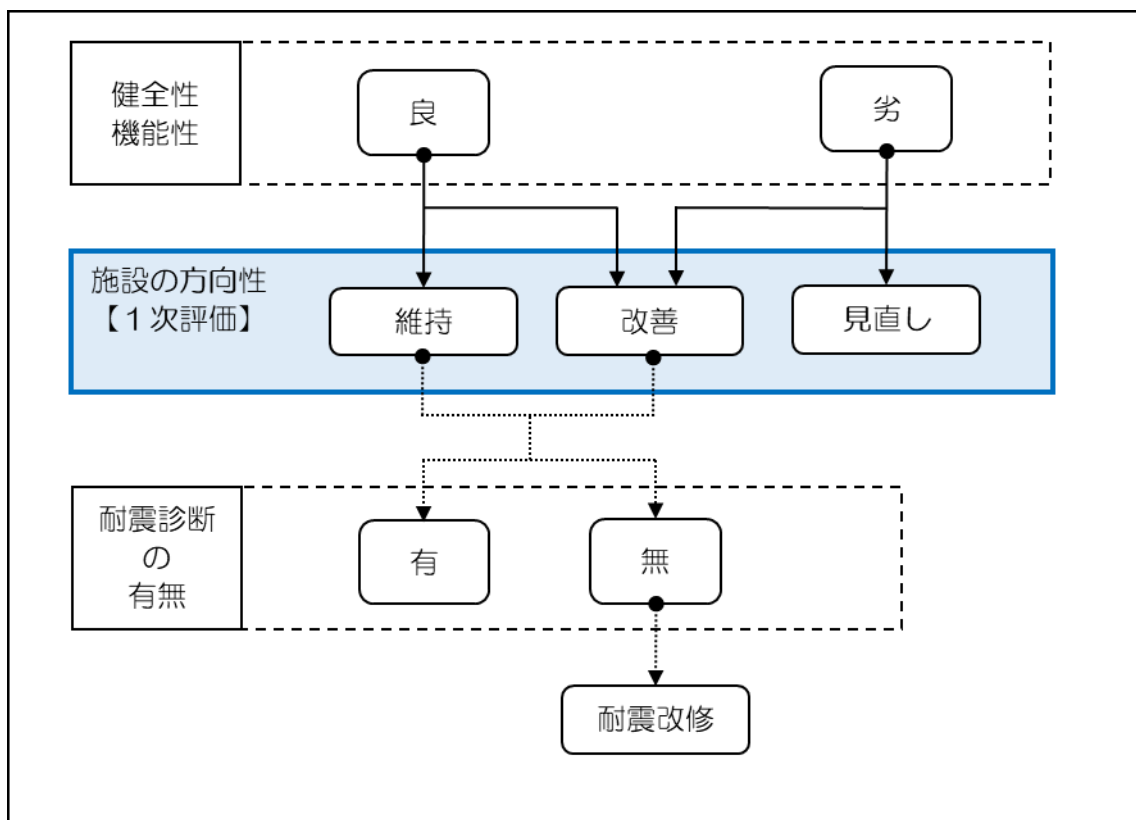 健全性
機能性
良
劣
施設の方向性
【１次評価】
維持
改善
見直し
耐震診断
の
有無
有
無
耐震改修